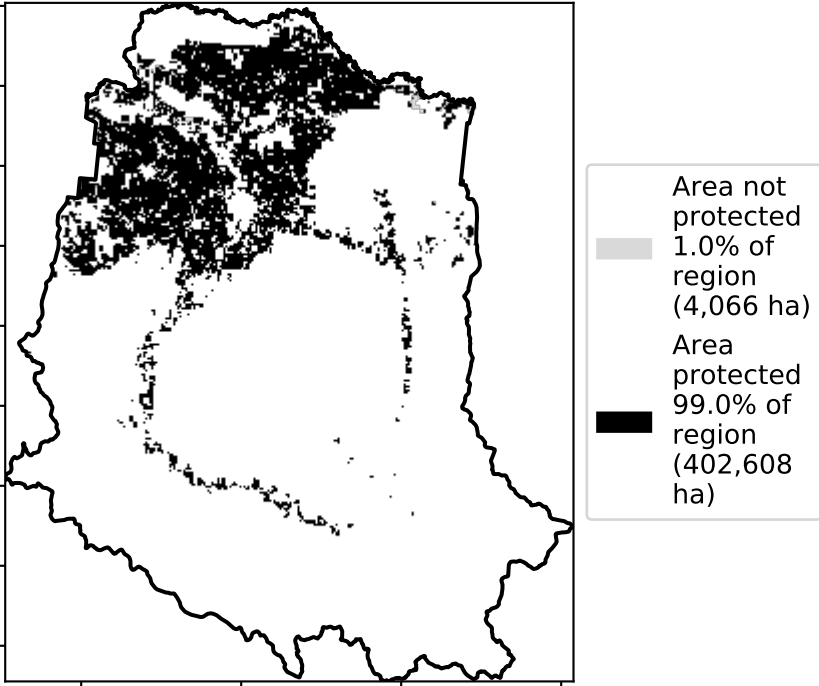 Area not
protected
1.0% of
region
(4,066 ha)
Area
protected
99.0% of
region
(402,608
ha)